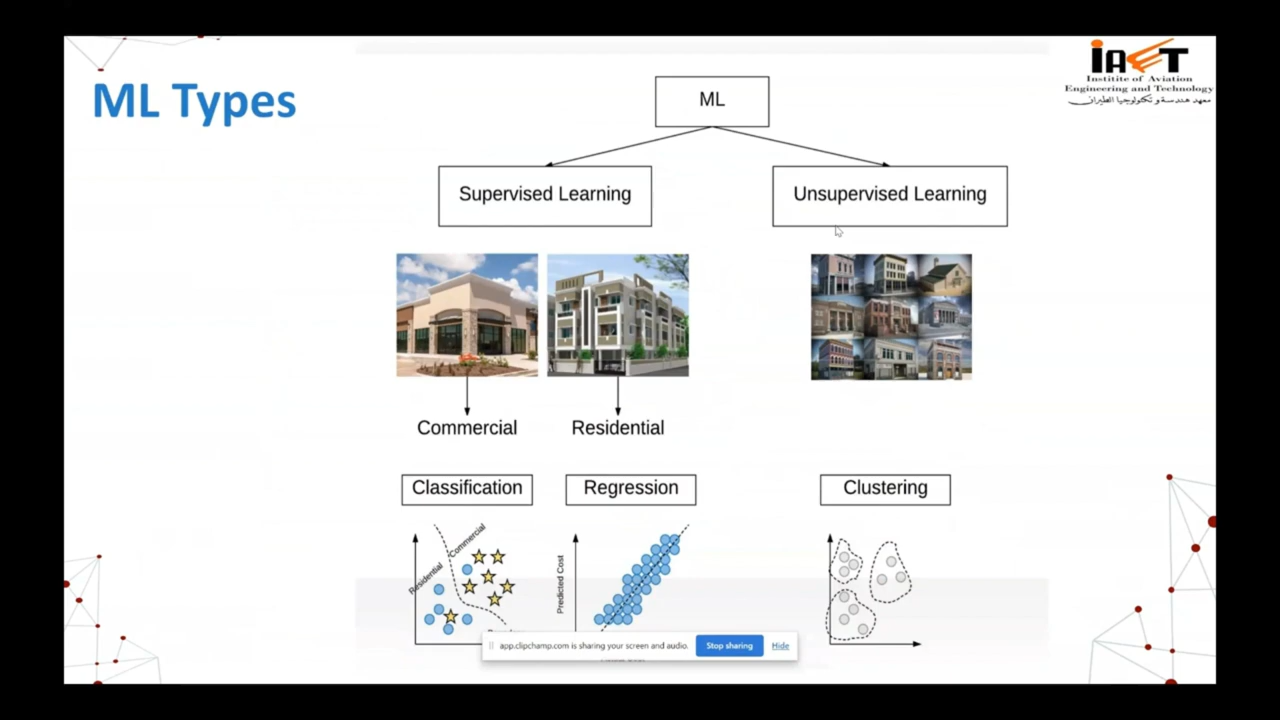 ML Types
IAET
Institite of Aviation
Engineering and Technology
معهد هندسة و تكنولوجيا الطيران
ML
Supervised Learning
Unsupervised Learning
Commercial
Residential
Classification
Regression
Clustering
Residential
Commercial
Predicted Cost
app.clipchamp.com is sharing your screen and audio.
Stop sharing
Hide